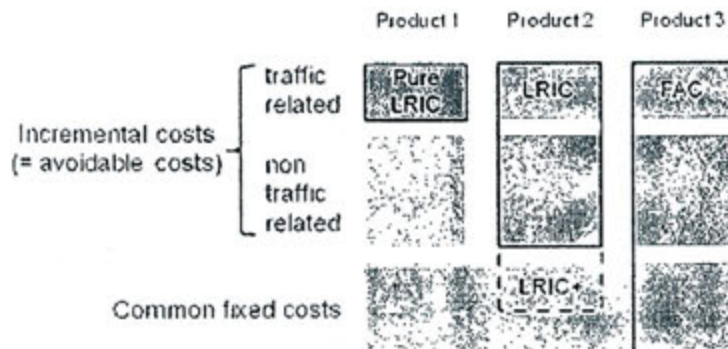 Product 1 Product 2 Product 3
traffic
related
Pure
LRIC
LRIC
FAC
Incremental costs
(= avoidable costs)
non
traffic
related
LRIC+
Common fixed costs